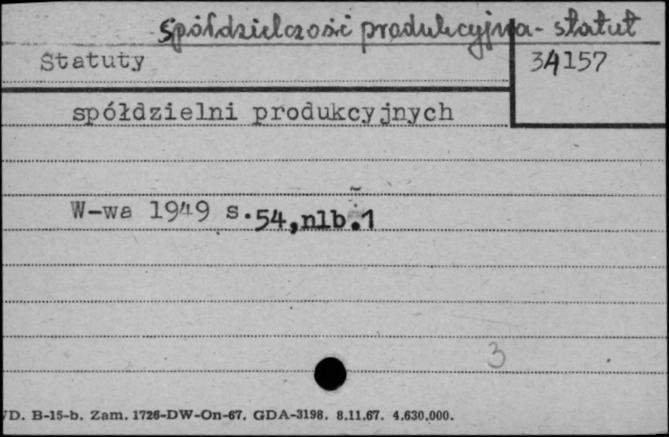 spółdzielczość produkcyjna - statut
Statuty
34157
spółdzielni produkcyjnych
W-wa 1949 s. 54, nlb. 1
3
D. B-15-b. Zam. 1726-DW-On-67. GDA-3198. 8.11.67. 4.630.000.